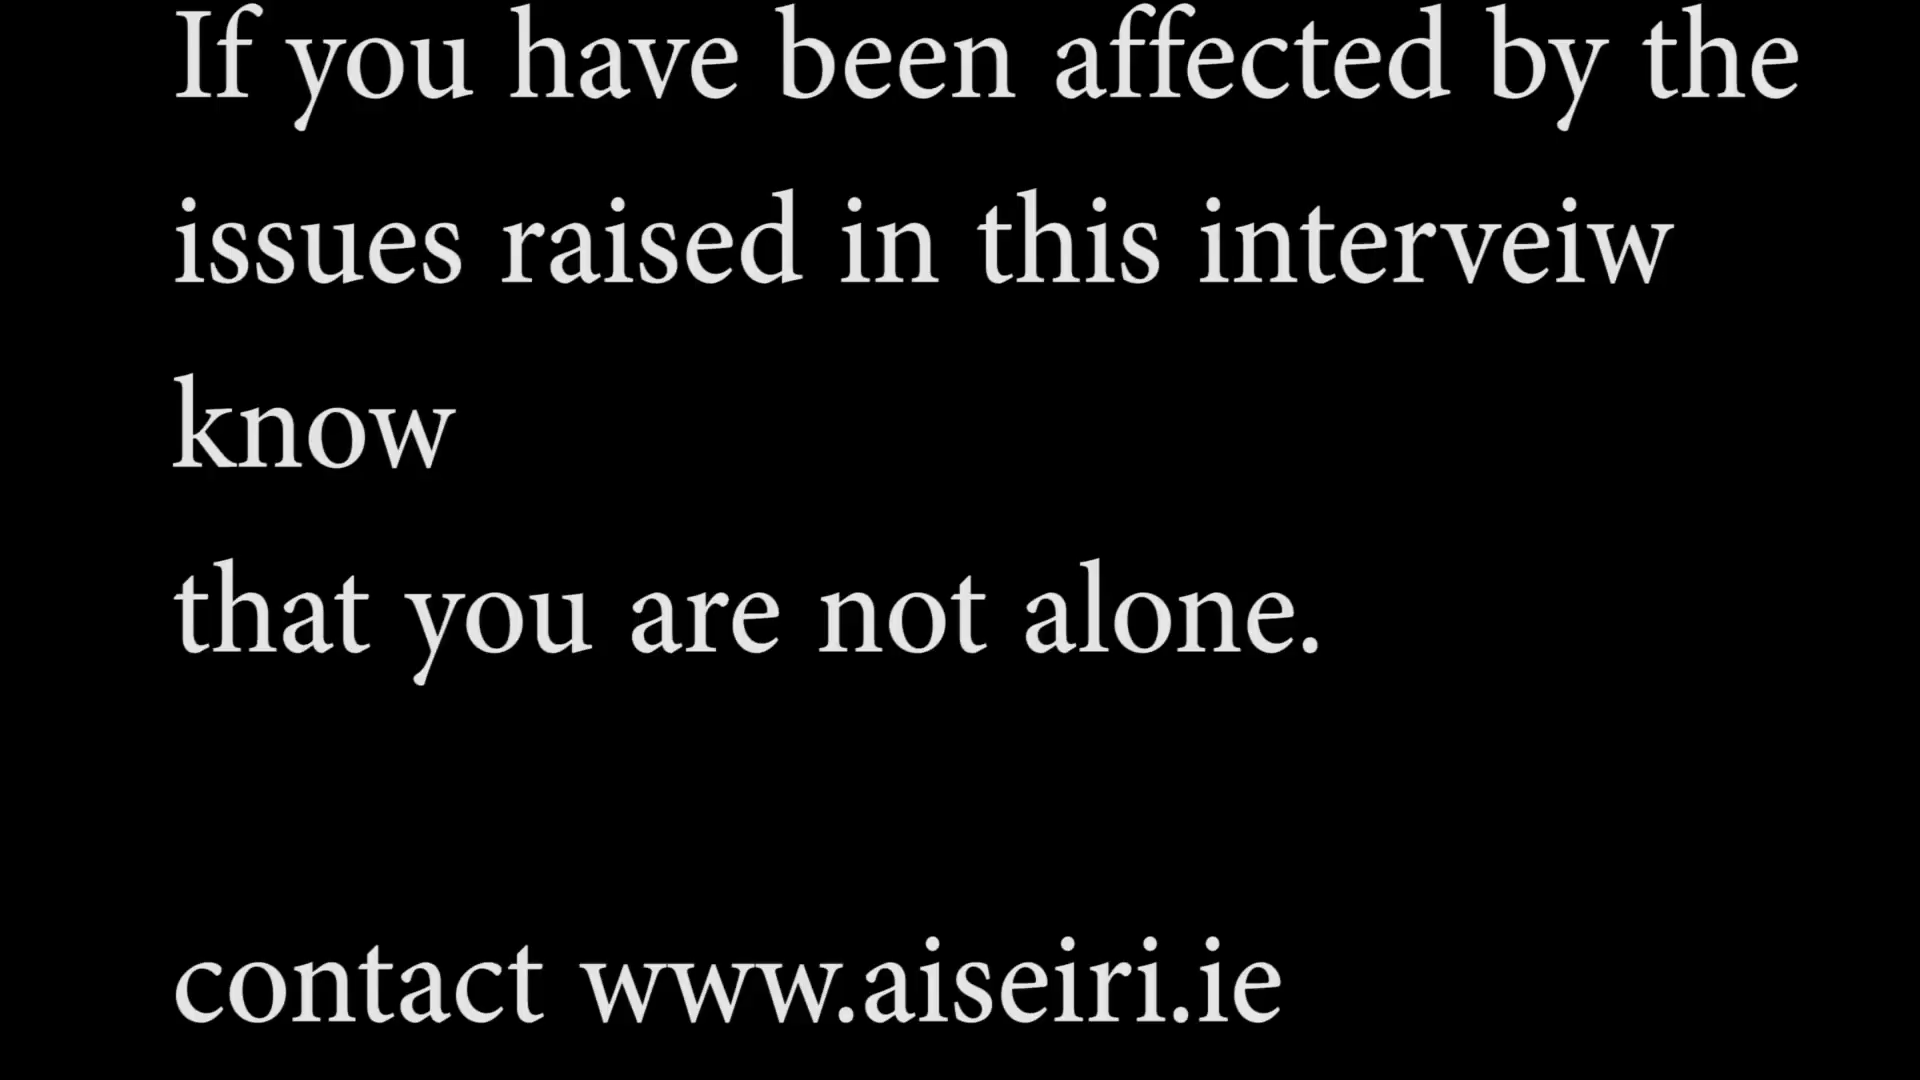 If you have been affected by the
issues raised in this interveiw
know
that you are not alone.
contact www.aiseiri.ie